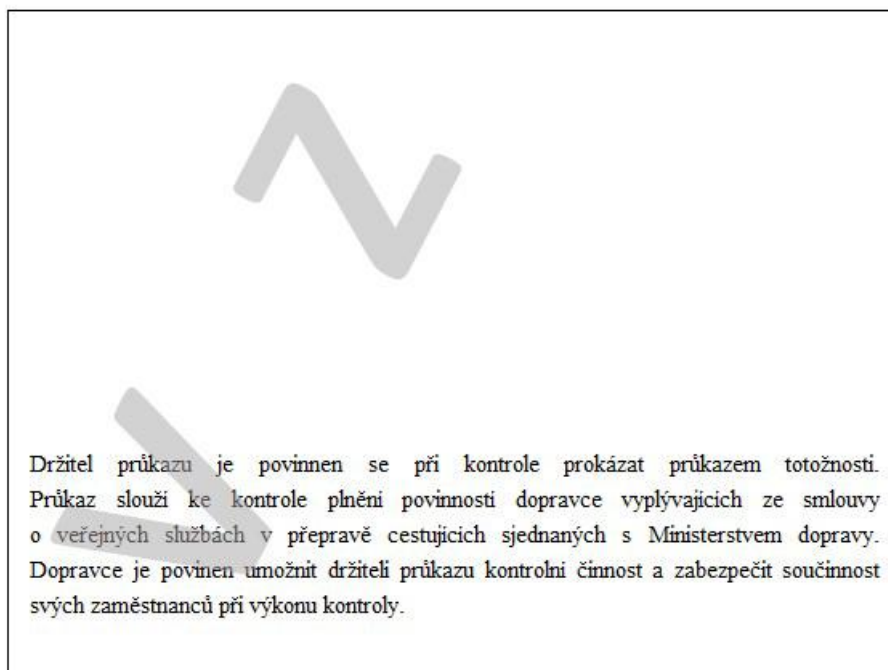 Držitel průkazu je povinnen se při kontrole prokázat průkazem totožnosti.
Průkaz slouží ke kontrole plnění povinností dopravce vyplývajících ze smlouvy
o veřejných službách v přepravě cestujících sjednaných s Ministerstvem dopravy.
Dopravce je povinen umožnit držiteli průkazu kontrolní činnost a zabezpečit součinnost
svých zaměstnanců při výkonu kontroly.